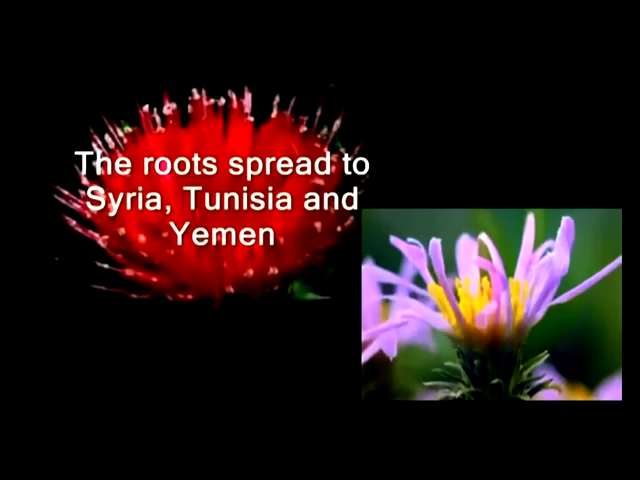 The roots spread to
Syria, Tunisia and
Yemen